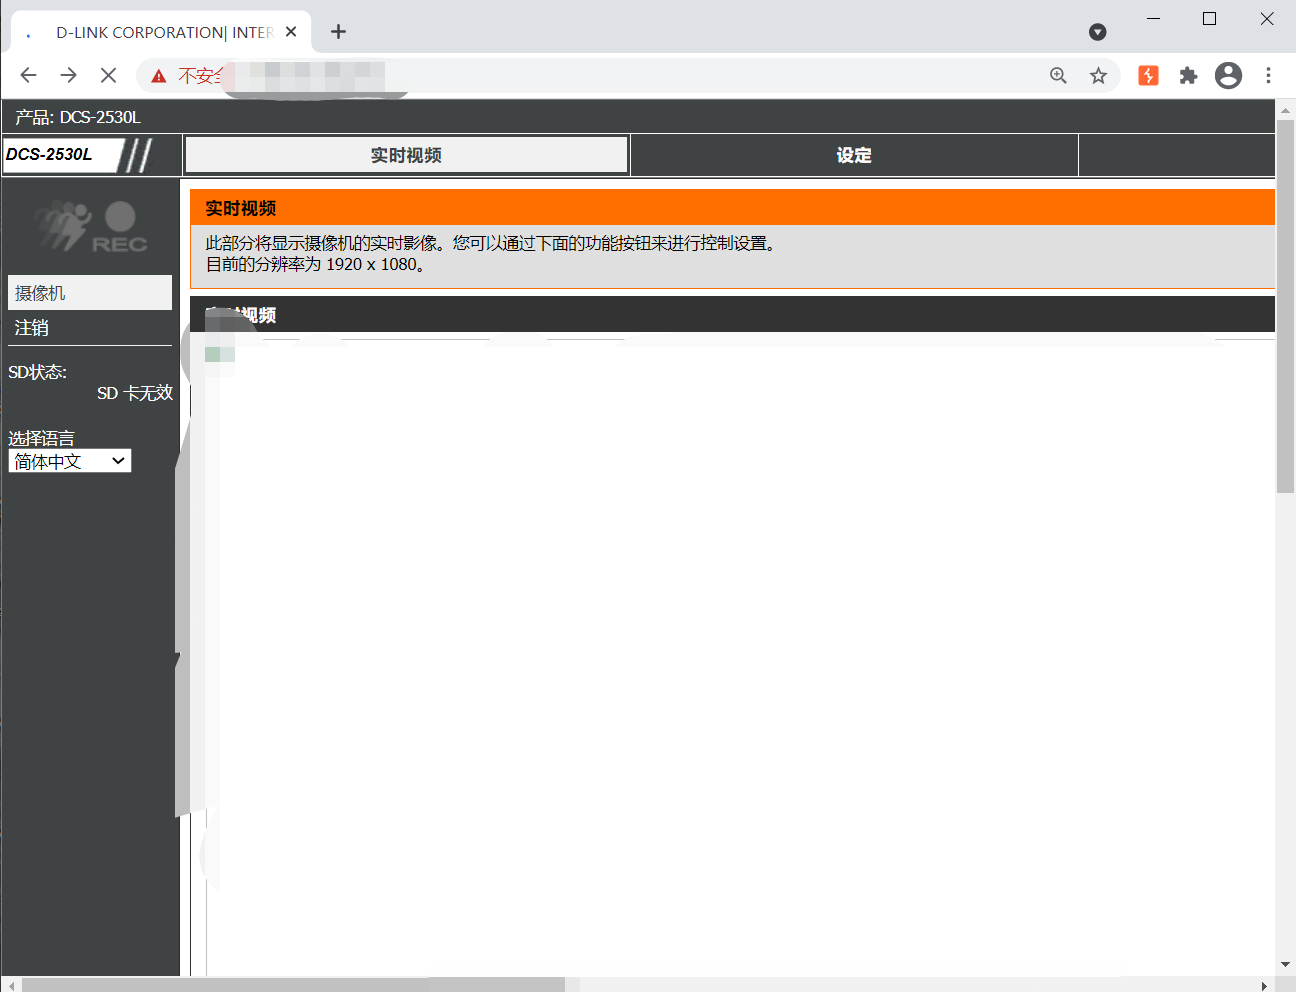 D-LINK CORPORATION| INTER
不安全
产品: DCS-2530L
DCS-2530L
实时视频
设定
REC
实时视频
此部分将显示摄像机的实时影像。您可以通过下面的功能按钮来进行控制设置。
目前的分辨率为 1920 x 1080。
摄像机
实时视频
注销
SD状态:
SD 卡无效
选择语言
简体中文